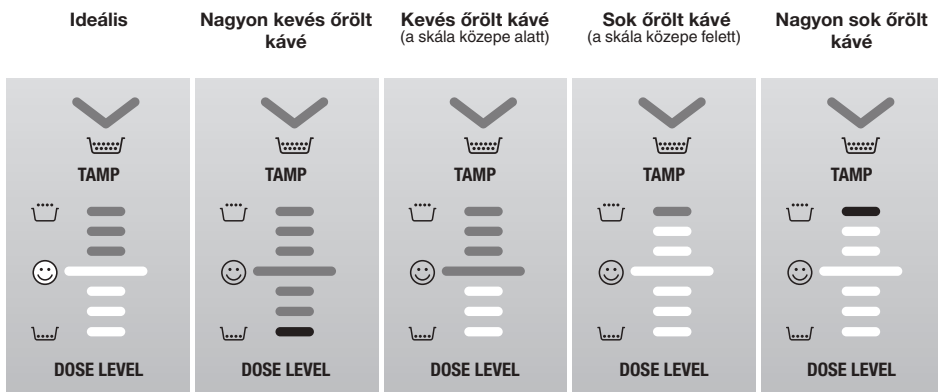 Ideális
Nagyon kevés őrölt
kávé
Kevés őrölt kávé
(a skála közepe alatt)
Sok őrölt kávé
(a skála közepe felett)
Nagyon sok őrölt
kávé
TAMP
DOSE LEVEL
TAMP
DOSE LEVEL
TAMP
DOSE LEVEL
TAMP
DOSE LEVEL
TAMP
DOSE LEVEL